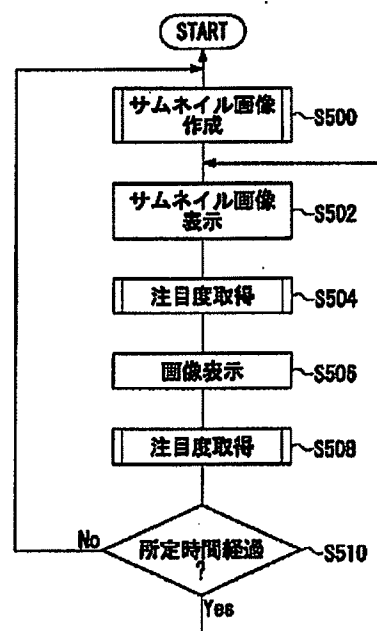 START
サムネイル画像
作成
S500
サムネイル画像
表示
S502
注目度取得
S504
画像表示
S506
注目度取得
S508
No
所定時間経過
?
S510
Yes